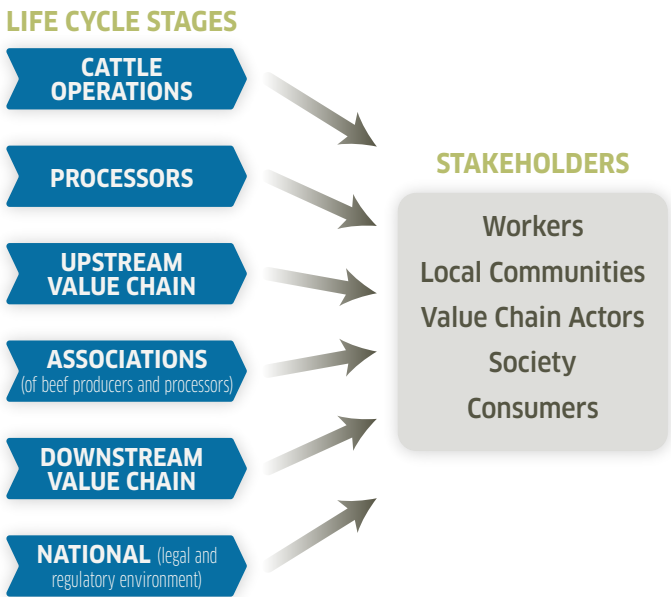 LIFE CYCLE STAGES
CATTLE
OPERATIONS
PROCESSORS
UPSTREAM
VALUE CHAIN
ASSOCIATIONS
(of beef producers and processors)
DOWNSTREAM
VALUE CHAIN
NATIONAL (legal and
regulatory environment)
STAKEHOLDERS
Workers
Local Communities
Value Chain Actors
Society
Consumers